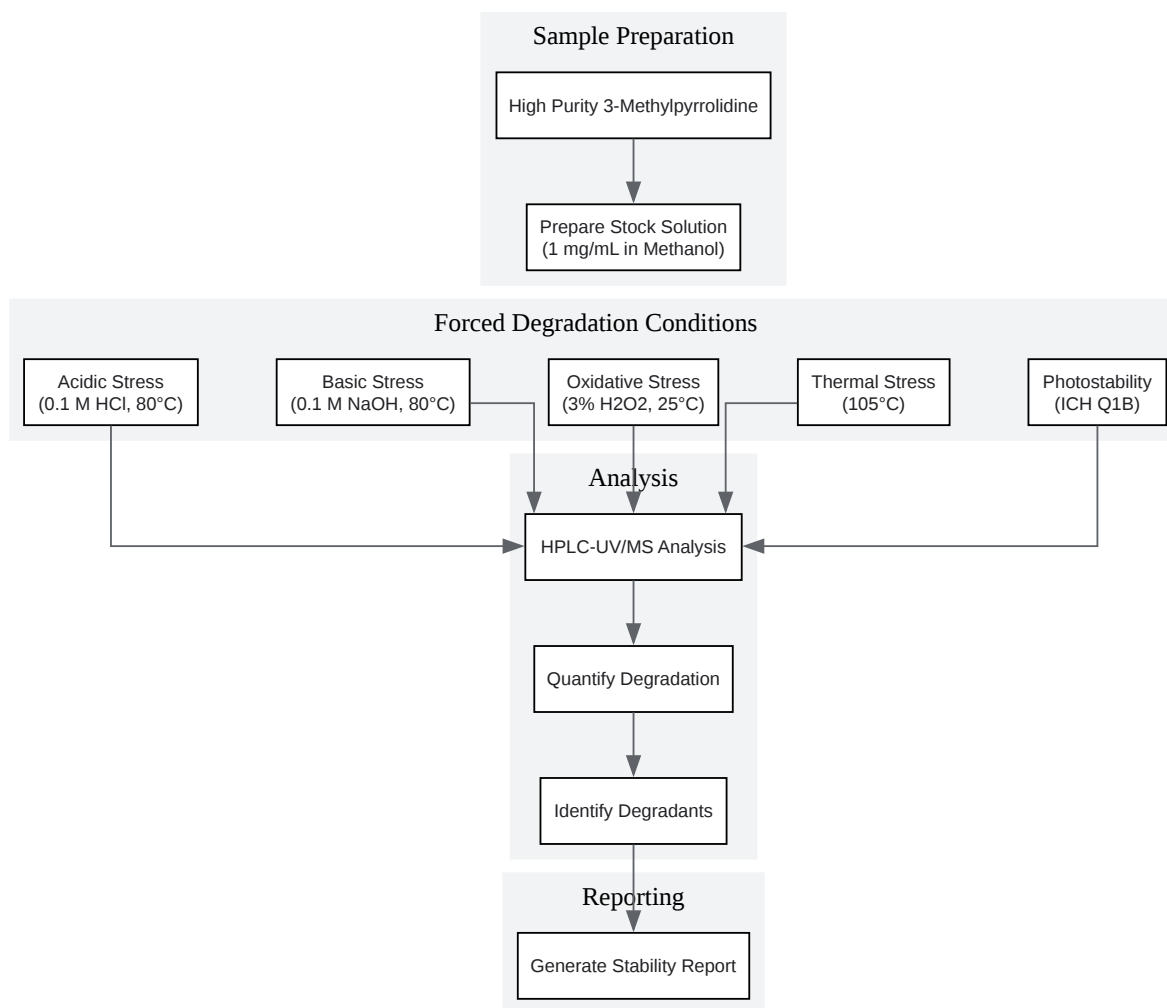 Sample Preparation
High Purity 3-Methylpyrrolidine
Prepare Stock Solution
(1 mg/mL in Methanol)
Forced Degradation Conditions
Acidic Stress
(0.1 M HCl, 80°C)
Basic Stress
(0.1 M NaOH, 80°C)
Oxidative Stress
(3% H2O2, 25°C)
Thermal Stress
(105°C)
Photostability
(ICH Q1B)
Analysis
HPLC-UV/MS Analysis
Quantify Degradation
Identify Degradants
Reporting
Generate Stability Report